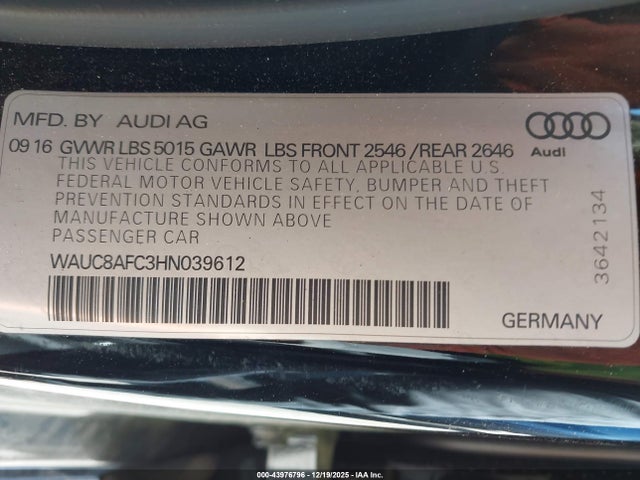 MFD. BY AUDI AG
09 16 GVWR LBS 5015 GAWR LBS FRONT 2546 / REAR 2646
THIS VEHICLE CONFORMS TO ALL APPLICABLE U.S.
FEDERAL MOTOR VEHICLE SAFETY, BUMPER AND THEFT
PREVENTION STANDARDS IN EFFECT ON THE DATE OF
MANUFACTURE SHOWN ABOVE
PASSENGER CAR
WAUC8AFC3HN039612
GERMANY
Audi
3642134
000-43976796 - 12/19/2025 - IAA Inc.